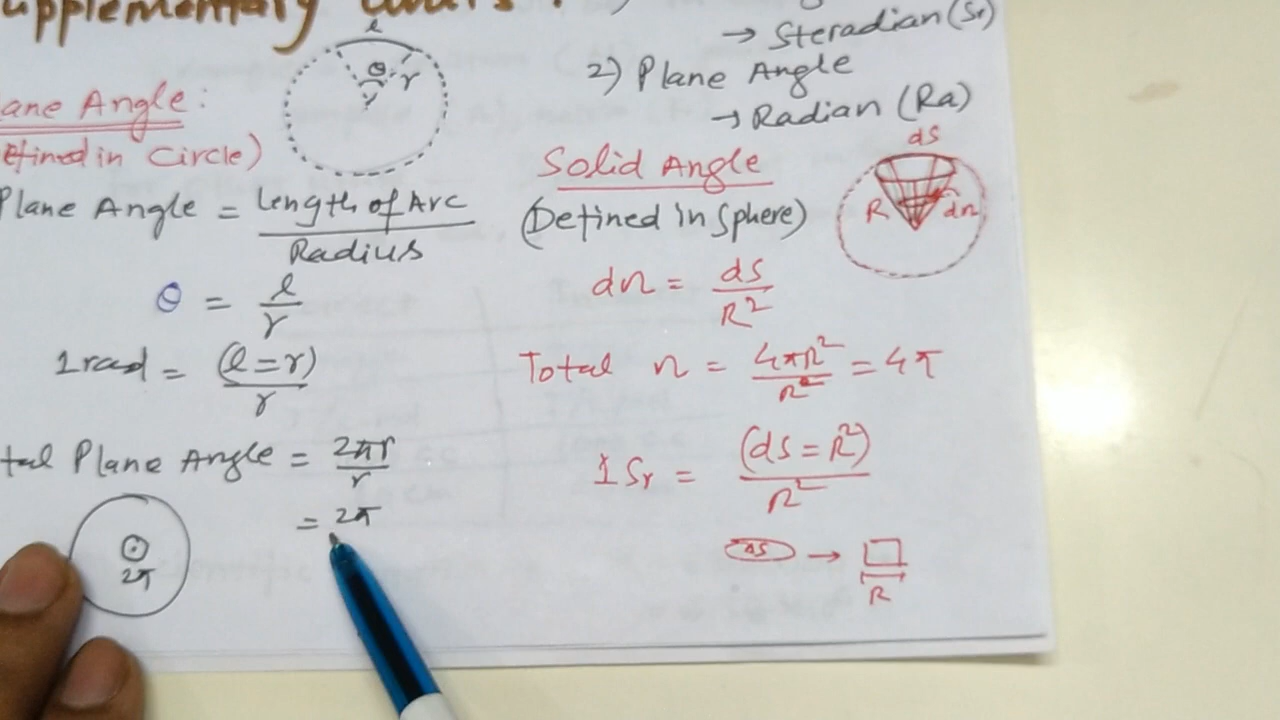 upplementary units :
→ Steradian (Sr)
2) Plane Angle
→ Radian (Ra)
l
θ
r
r
ane Angle :
efined in Circle)
Plane Angle = Length of Arc / Radius
θ = l / r
1 rad = (l = r) / r
tal Plane Angle = 2πr / r
= 2π
2π
Solid Angle
(Defined in Sphere)
ds
R
dΩ
dΩ = ds / R²
Total Ω = 4πR² / R² = 4π
1 Sr = (ds = R²) / R²
ds → □
R